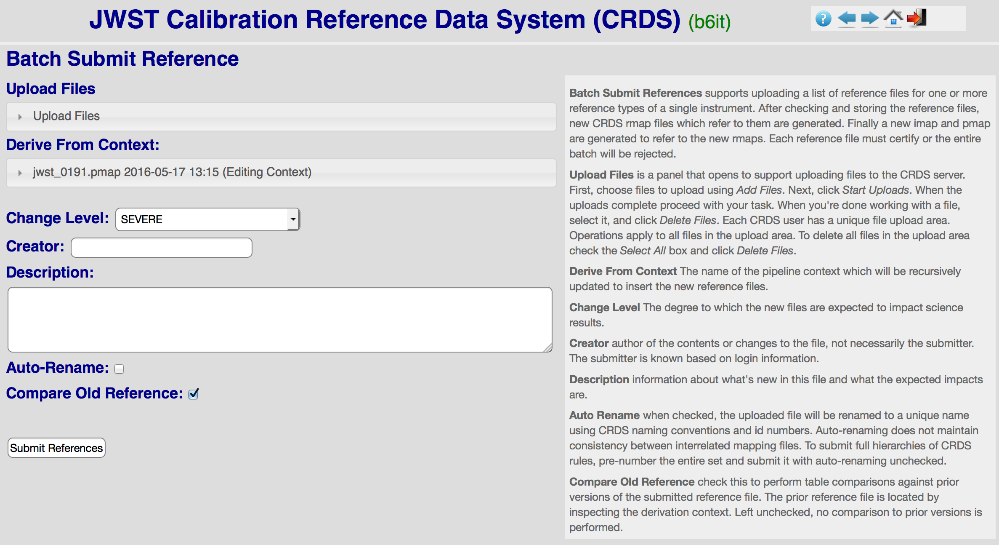 JWST Calibration Reference Data System (CRDS) (b6it)
?
Batch Submit Reference
Upload Files
Upload Files
Derive From Context:
jwst_0191.pmap 2016-05-17 13:15 (Editing Context)
Change Level: SEVERE
Creator:
Description:
Auto-Rename:
Compare Old Reference:
Submit References
Batch Submit References supports uploading a list of reference files for one or more
reference types of a single instrument. After checking and storing the reference files,
new CRDS rmap files which refer to them are generated. Finally a new imap and pmap
are generated to refer to the new rmaps. Each reference file must certify or the entire
batch will be rejected.
Upload Files is a panel that opens to support uploading files to the CRDS server.
First, choose files to upload using Add Files. Next, click Start Uploads. When the
uploads complete proceed with your task. When you're done working with a file,
select it, and click Delete Files. Each CRDS user has a unique file upload area.
Operations apply to all files in the upload area. To delete all files in the upload area
check the Select All box and click Delete Files.
Derive From Context The name of the pipeline context which will be recursively
updated to insert the new reference files.
Change Level The degree to which the new files are expected to impact science
results.
Creator author of the contents or changes to the file, not necessarily the submitter.
The submitter is known based on login information.
Description information about what's new in this file and what the expected impacts
are.
Auto Rename when checked, the uploaded file will be renamed to a unique name
using CRDS naming conventions and id numbers. Auto-renaming does not maintain
consistency between interrelated mapping files. To submit full hierarchies of CRDS
rules, pre-number the entire set and submit it with auto-renaming unchecked.
Compare Old Reference check this to perform table comparisons against prior
versions of the submitted reference file. The prior reference file is located by
inspecting the derivation context. Left unchecked, no comparison to prior versions is
performed.